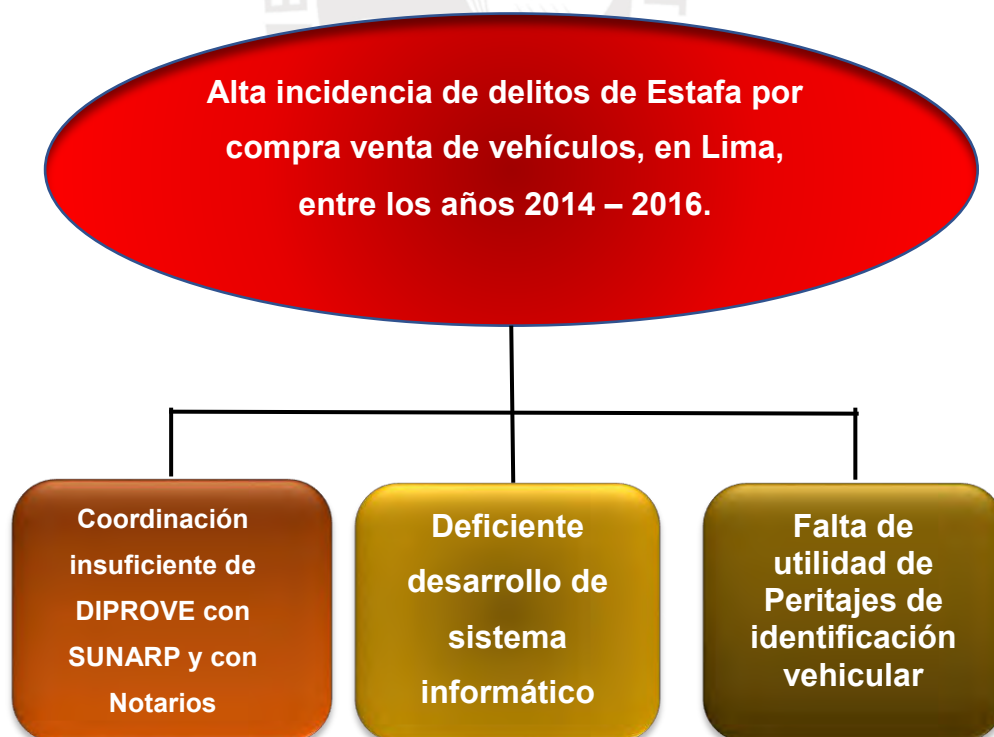 Alta incidencia de delitos de Estafa por
compra venta de vehículos, en Lima,
entre los años 2014 – 2016.
Coordinación
insuficiente de
DIPROVE con
SUNARP y con
Notarios
Deficiente
desarrollo de
sistema
informático
Falta de
utilidad de
Peritajes de
identificación
vehicular